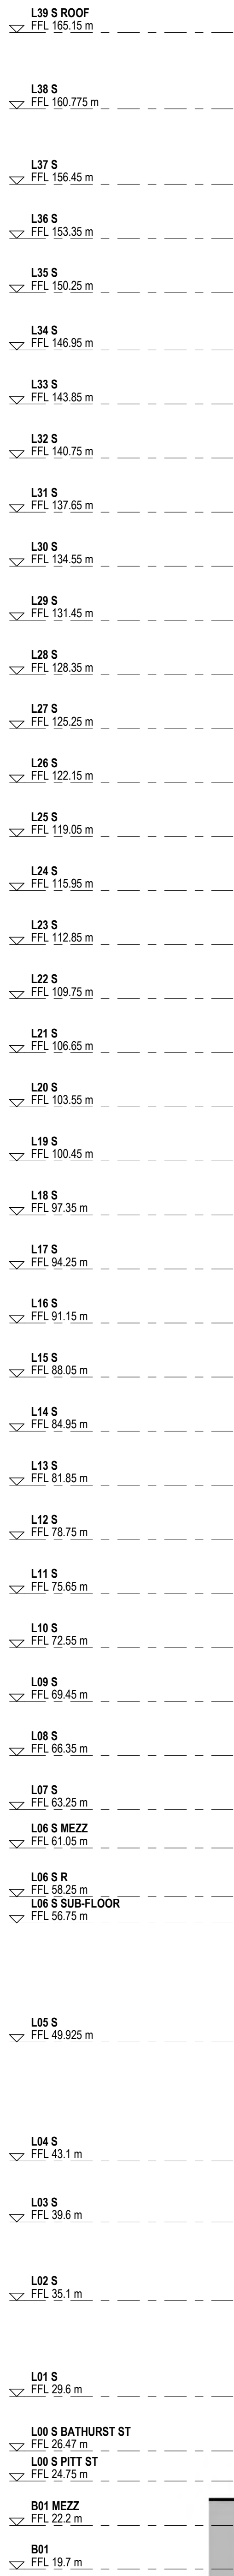 L39 S ROOF
FFL 165.15 m
L38 S
FFL 160.775 m
L37 S
FFL 156.45 m
L36 S
FFL 153.35 m
L35 S
FFL 150.25 m
L34 S
FFL 146.95 m
L33 S
FFL 143.85 m
L32 S
FFL 140.75 m
L31 S
FFL 137.65 m
L30 S
FFL 134.55 m
L29 S
FFL 131.45 m
L28 S
FFL 128.35 m
L27 S
FFL 125.25 m
L26 S
FFL 122.15 m
L25 S
FFL 119.05 m
L24 S
FFL 115.95 m
L23 S
FFL 112.85 m
L22 S
FFL 109.75 m
L21 S
FFL 106.65 m
L20 S
FFL 103.55 m
L19 S
FFL 100.45 m
L18 S
FFL 97.35 m
L17 S
FFL 94.25 m
L16 S
FFL 91.15 m
L15 S
FFL 88.05 m
L14 S
FFL 84.95 m
L13 S
FFL 81.85 m
L12 S
FFL 78.75 m
L11 S
FFL 75.65 m
L10 S
FFL 72.55 m
L09 S
FFL 69.45 m
L08 S
FFL 66.35 m
L07 S
FFL 63.25 m
L06 S MEZZ
FFL 61.05 m
L06 S R
FFL 58.25 m
L06 S SUB-FLOOR
FFL 56.75 m
L05 S
FFL 49.925 m
L04 S
FFL 43.1 m
L03 S
FFL 39.6 m
L02 S
FFL 35.1 m
L01 S
FFL 29.6 m
L00 S BATHURST ST
FFL 26.47 m
L00 S PITT ST
FFL 24.75 m
B01 MEZZ
FFL 22.2 m
B01
FFL 19.7 m